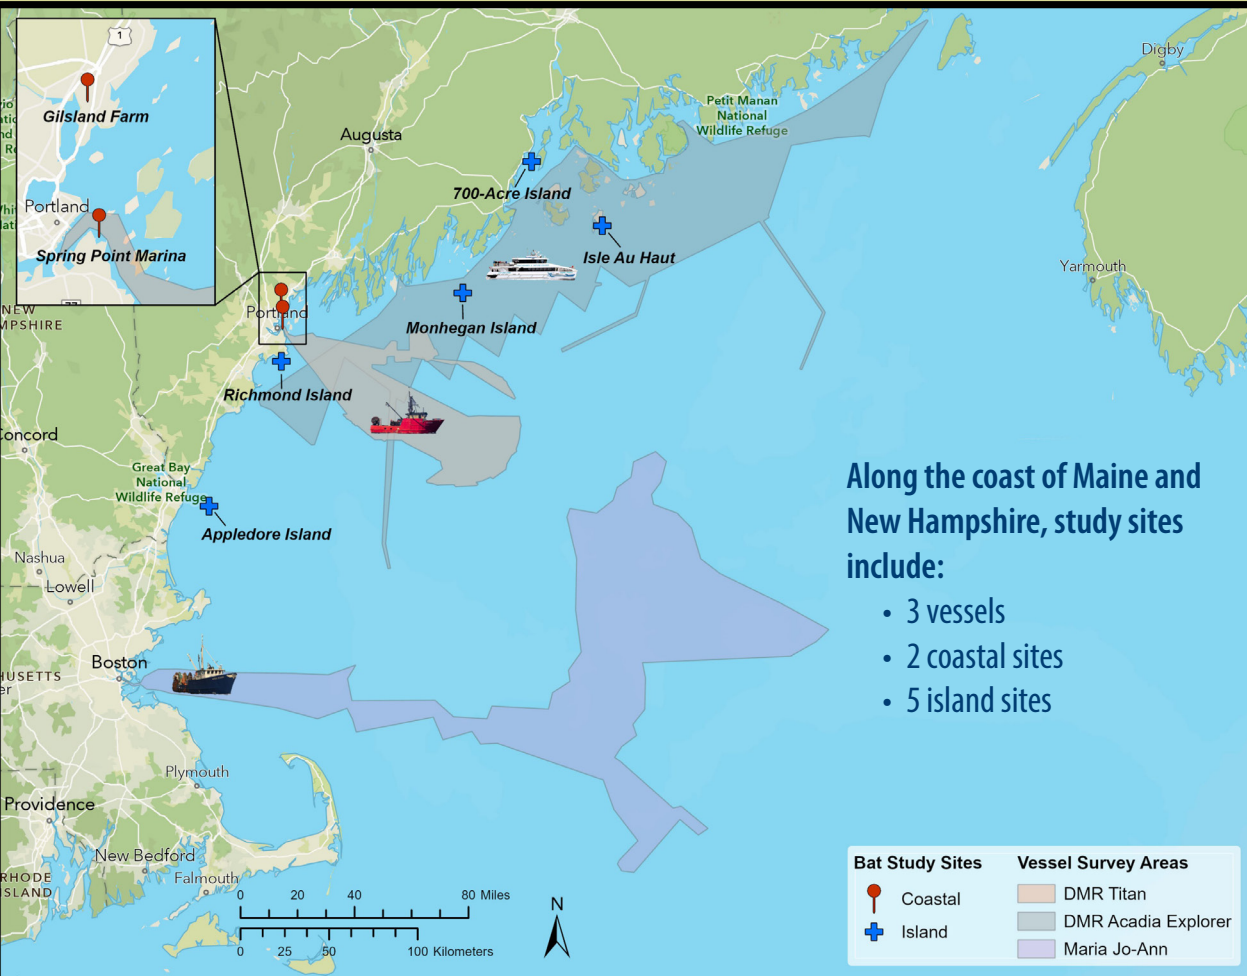 1
Gilsland Farm
Portland
Spring Point Marina
Augusta
Petit Manan
National
Wildlife Refuge
Digby
700-Acre Island
Isle Au Haut
Yarmouth
NEW
MPSHIRE
Portland
Monhegan Island
Richmond Island
Concord
Great Bay
National
Wildlife Refuge
Appledore Island
Nashua
Lowell
Boston
HUSETTS
er
Plymouth
Providence
New Bedford
RHODE
ISLAND
Falmouth
Along the coast of Maine and
New Hampshire, study sites
include:
• 3 vessels
• 2 coastal sites
• 5 island sites
0 20 40 80 Miles
0 25 50 100 Kilometers
N
Bat Study Sites
Coastal
Island
Vessel Survey Areas
DMR Titan
DMR Acadia Explorer
Maria Jo-Ann